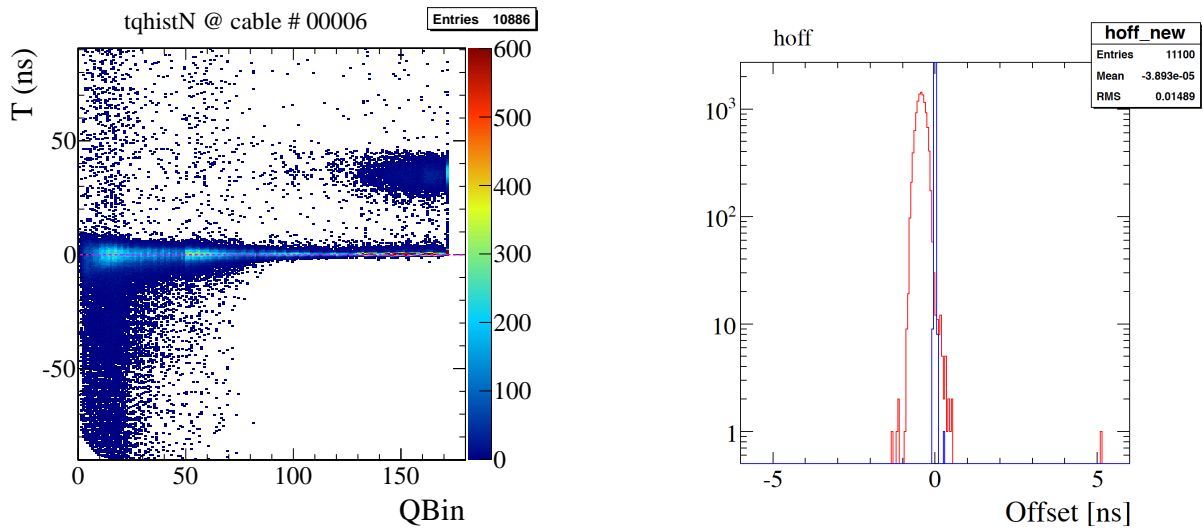 tqhistN @ cable # 00006
Entries 10886
T (ns)
50
0
-50
0
50
100
150
QBin
600
500
400
300
200
100
0
hoff
hoff_new
Entries 11100
Mean -3.893e-05
RMS 0.01489
10³
10²
10
1
-5
0
5
Offset [ns]